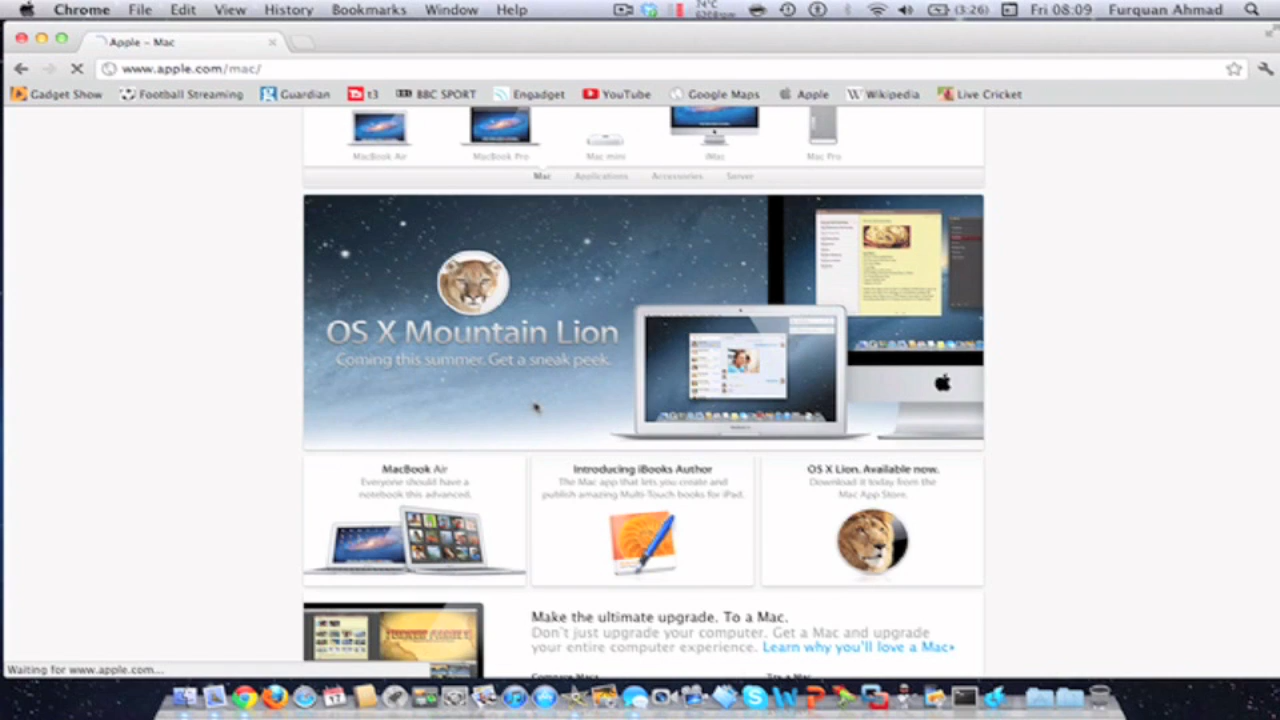 Chrome File Edit View History Bookmarks Window Help 74°C (3:26) Fri 08:09 Furquan Ahmad
Apple - Mac
www.apple.com/mac/
Gadget Show Football Streaming Guardian t3 BBC SPORT Engadget YouTube Google Maps Apple Wikipedia Live Cricket
MacBook Air MacBook Pro Mac mini iMac Mac Pro
Mac Applications Accessories Server
OS X Mountain Lion
Coming this summer. Get a sneak peek.
MacBook Air
Everyone should have a
notebook this advanced.
Introducing iBooks Author
The Mac app that lets you create and
publish amazing Multi-Touch books for iPad.
OS X Lion. Available now.
Download it today from the
Mac App Store.
Make the ultimate upgrade. To a Mac.
Don't just upgrade your computer. Get a Mac and upgrade
your entire computer experience. Learn why you'll love a Mac
Waiting for www.apple.com...